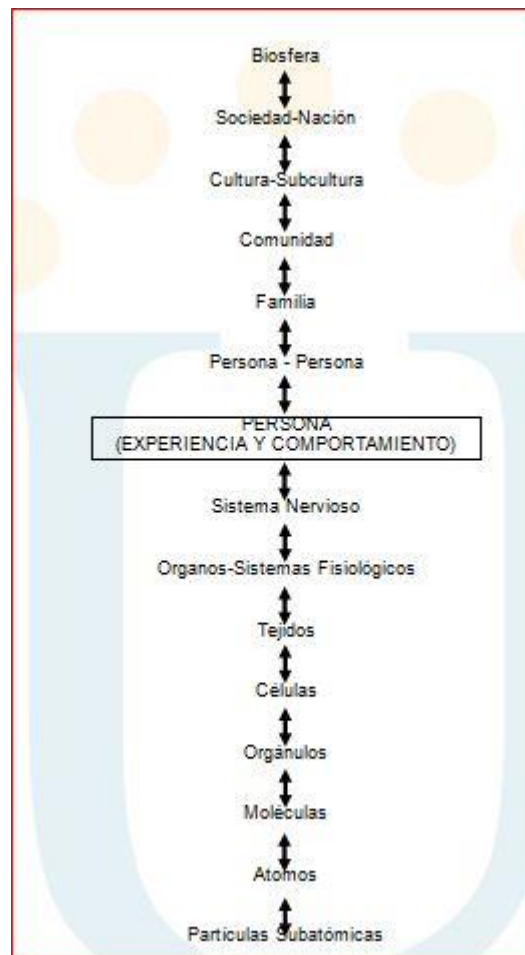 Biosfera
Sociedad-Nación
Cultura-Subcultura
Comunidad
Familia
Persona - Persona
PERSONA
(EXPERIENCIA Y COMPORTAMIENTO)
Sistema Nervioso
Organos-Sistemas Fisiológicos
Tejidos
Células
Orgánulos
Moléculas
Atomos
Partículas Subatómicas